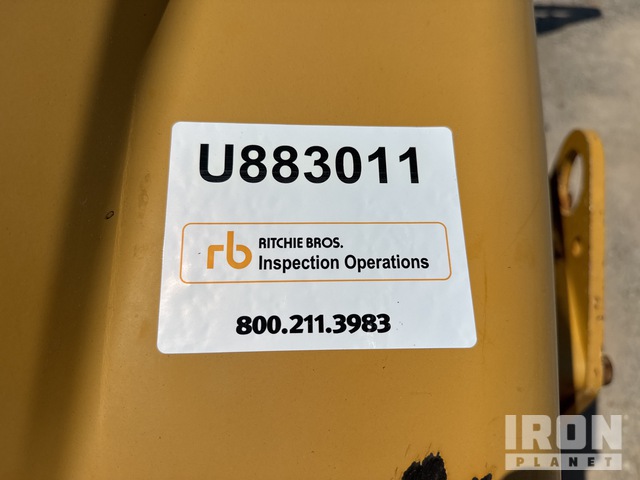 U883011
rb RITCHIE BROS.
Inspection Operations
800.211.3983
IRON
PLANET